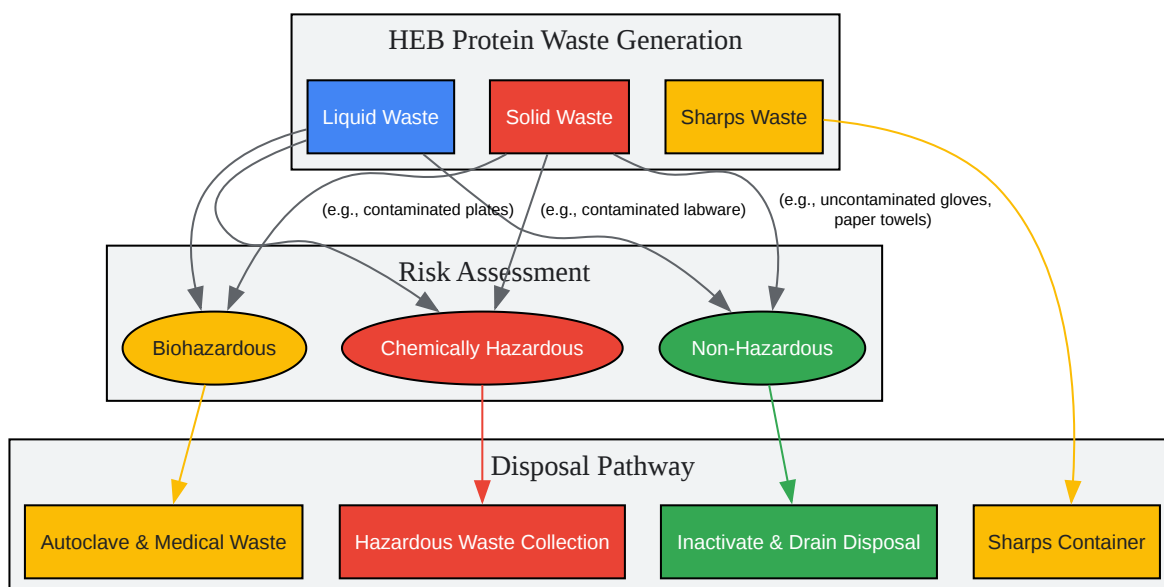 HEB Protein Waste Generation
Liquid Waste
Solid Waste
Sharps Waste
(e.g., contaminated plates)
(e.g., contaminated labware)
(e.g., uncontaminated gloves,
paper towels)
Risk Assessment
Biohazardous
Chemically Hazardous
Non-Hazardous
Disposal Pathway
Autoclave & Medical Waste
Hazardous Waste Collection
Inactivate & Drain Disposal
Sharps Container